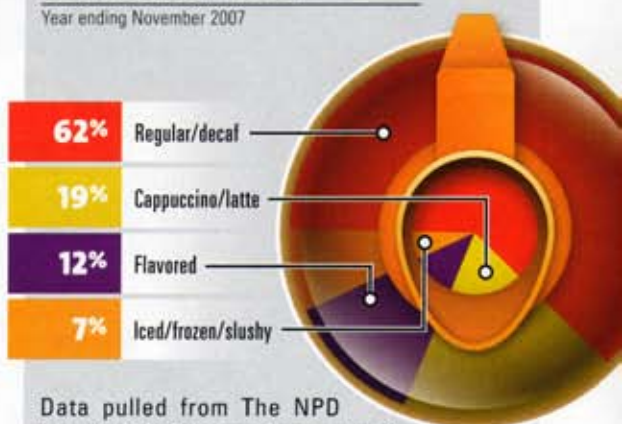 Year ending November 2007
62% Regular/decaf
19% Cappuccino/latte
12% Flavored
7% Iced/frozen/slushy
Data pulled from The NPD